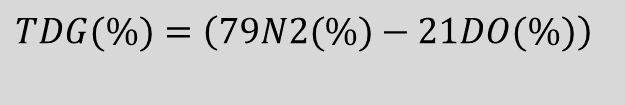 TDG(%) = (79N2(%) − 21DO(%))